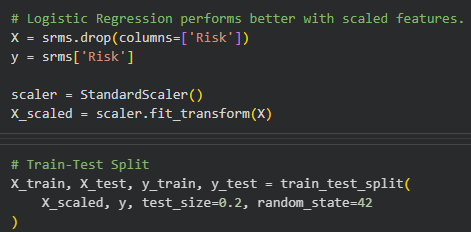 # Logistic Regression performs better with scaled features.
X = srms.drop(columns=['Risk'])
y = srms['Risk']
scaler = StandardScaler()
X_scaled = scaler.fit_transform(X)
# Train-Test Split
X_train, X_test, y_train, y_test = train_test_split(
    X_scaled, y, test_size=0.2, random_state=42
)